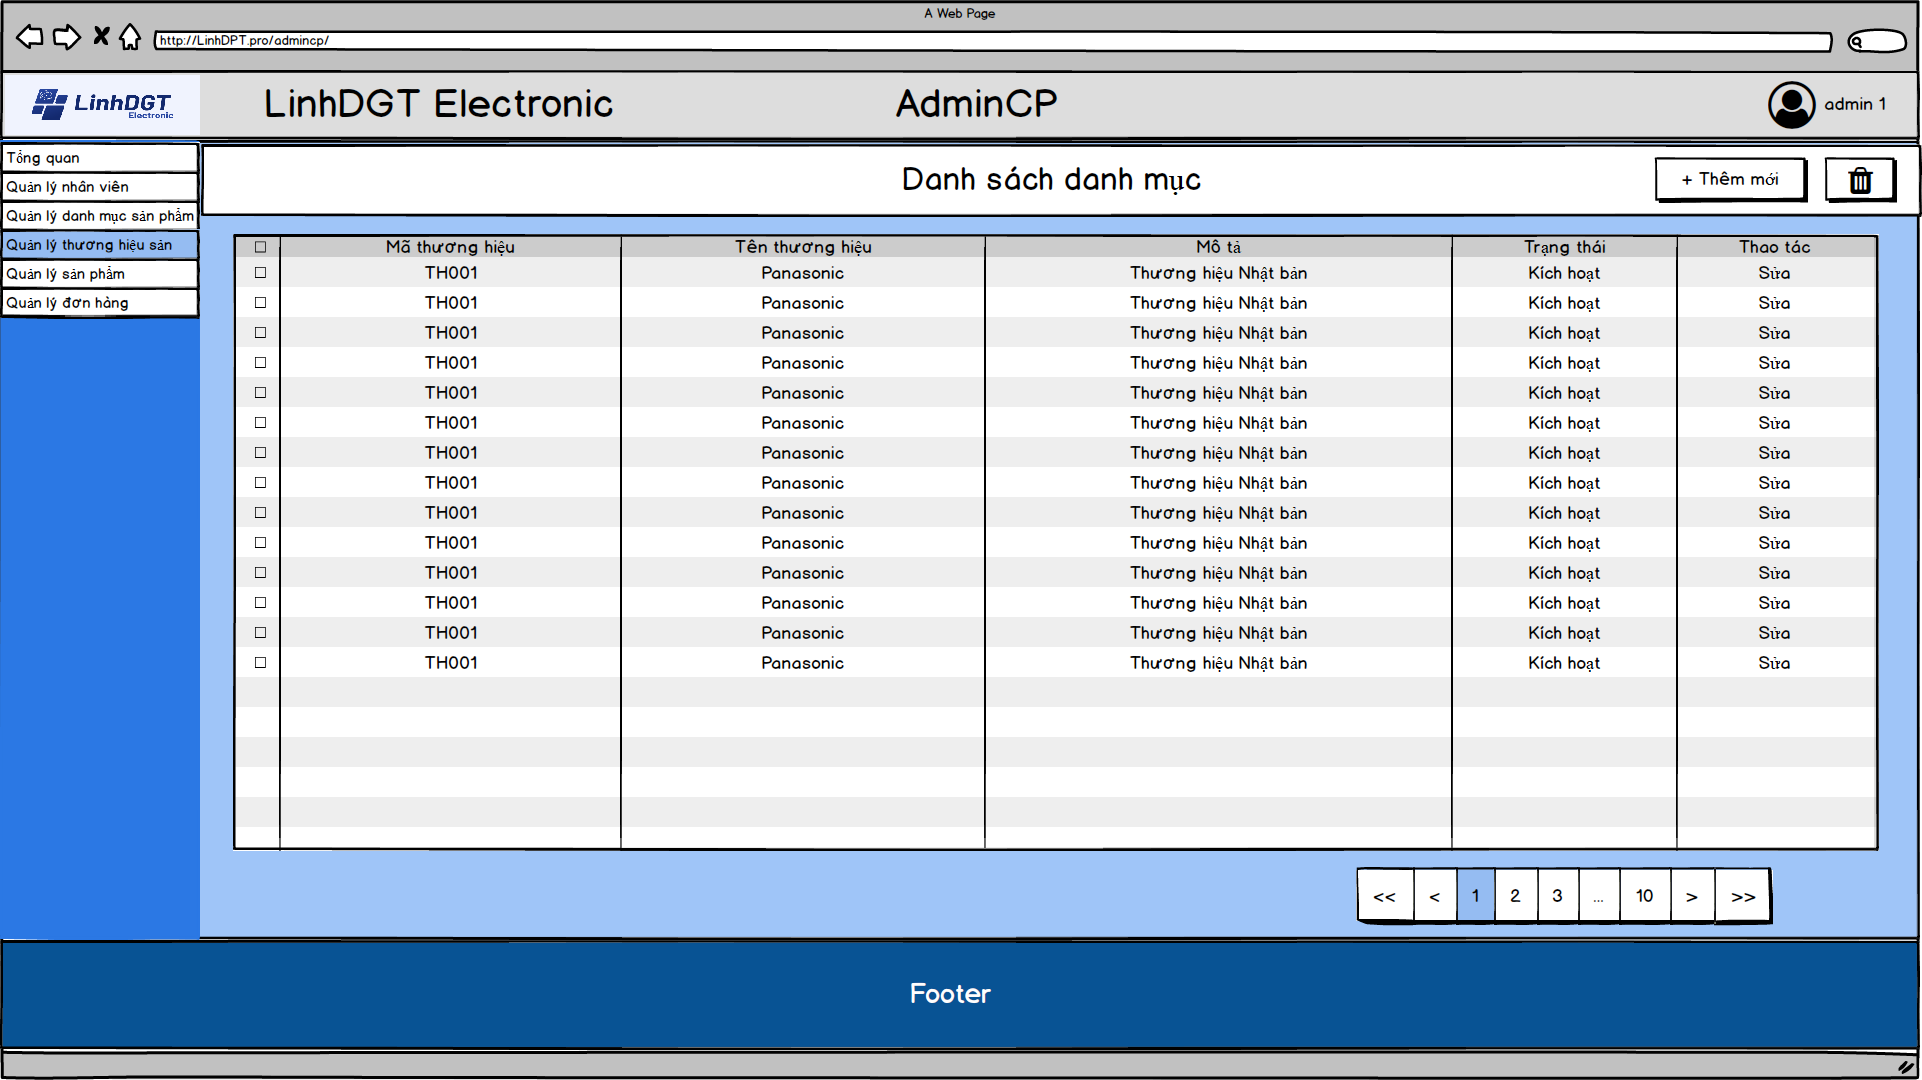 A Web Page
http://LinhDPT.pro/admincp/
LinhDGT
Electronic
LinhDGT Electronic
AdminCP
admin 1
Tổng quan
Quản lý nhân viên
Quản lý danh mục sản phẩm
Quản lý thương hiệu sản
Quản lý sản phẩm
Quản lý đơn hàng
Danh sách danh mục
+ Thêm mới
Mã thương hiệu Tên thương hiệu Mô tả Trạng thái Thao tác
TH001 Panasonic Thương hiệu Nhật bản Kích hoạt Sửa
TH001 Panasonic Thương hiệu Nhật bản Kích hoạt Sửa
TH001 Panasonic Thương hiệu Nhật bản Kích hoạt Sửa
TH001 Panasonic Thương hiệu Nhật bản Kích hoạt Sửa
TH001 Panasonic Thương hiệu Nhật bản Kích hoạt Sửa
TH001 Panasonic Thương hiệu Nhật bản Kích hoạt Sửa
TH001 Panasonic Thương hiệu Nhật bản Kích hoạt Sửa
TH001 Panasonic Thương hiệu Nhật bản Kích hoạt Sửa
TH001 Panasonic Thương hiệu Nhật bản Kích hoạt Sửa
TH001 Panasonic Thương hiệu Nhật bản Kích hoạt Sửa
TH001 Panasonic Thương hiệu Nhật bản Kích hoạt Sửa
TH001 Panasonic Thương hiệu Nhật bản Kích hoạt Sửa
TH001 Panasonic Thương hiệu Nhật bản Kích hoạt Sửa
TH001 Panasonic Thương hiệu Nhật bản Kích hoạt Sửa
<< < 1 2 3 ... 10 > >>
Footer